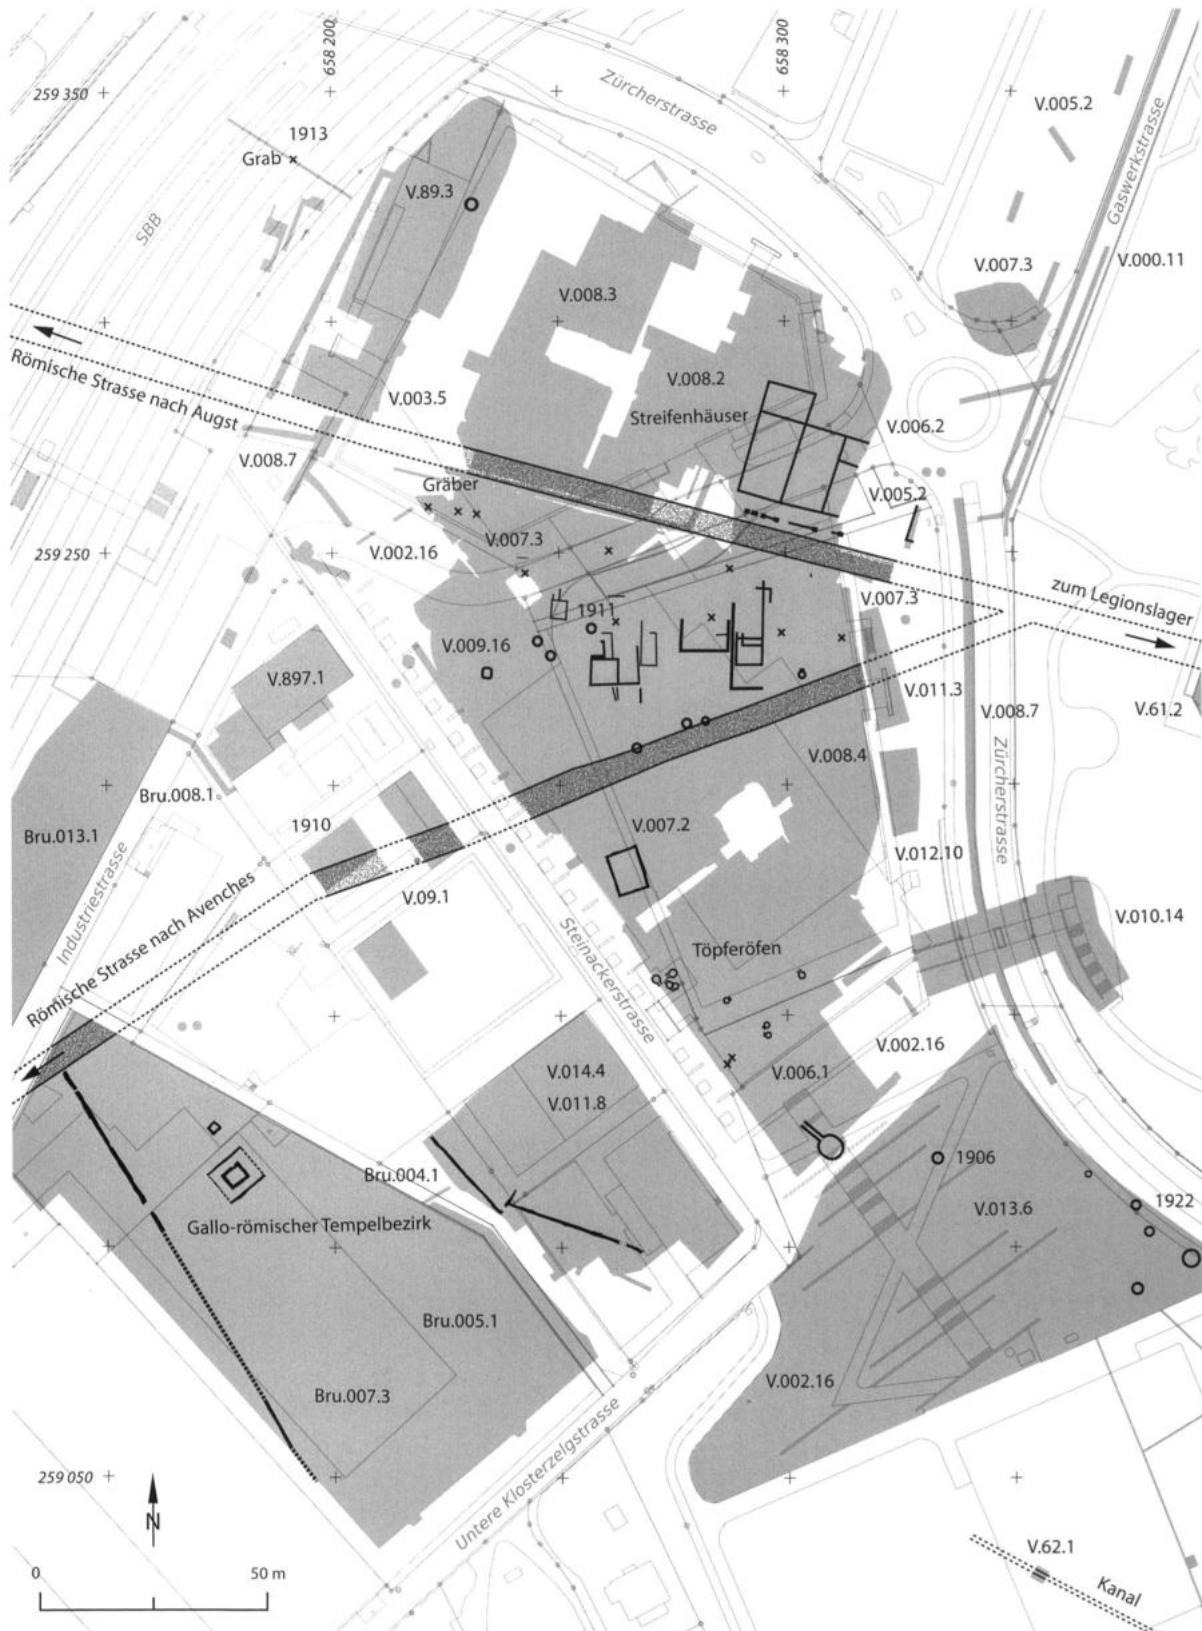 658 200
658 300
Zürcherstrasse
259 350
V.005.2
1913
Grab
Gaswerkstrasse
V.89.3
SBB
V.007.3
V.000.11
V.008.3
Römische Strasse nach Augst
V.008.2
V.003.5
Streifenhäuser
V.006.2
V.008.7
Gräber
V.005.2
V.007.3
V.002.16
259 250
zum Legionslager
V.007.3
1911
V.009.16
V.897.1
V.011.3
V.008.7
V.61.2
Zürcherstrasse
V.008.4
Bru.008.1
Bru.013.1
1910
V.007.2
Industriestrasse
V.012.10
Römische Strasse nach Avenches
V.09.1
V.010.14
Steinackerstrasse
Töpferöfen
V.002.16
V.014.4
V.006.1
V.011.8
1906
Bru.004.1
V.013.6
1922
Gallo-römischer Tempelbezirk
Bru.005.1
V.002.16
Bru.007.3
Untere Klosterzelgstrasse
259 050
N
V.62.1
0 50 m
Kanal